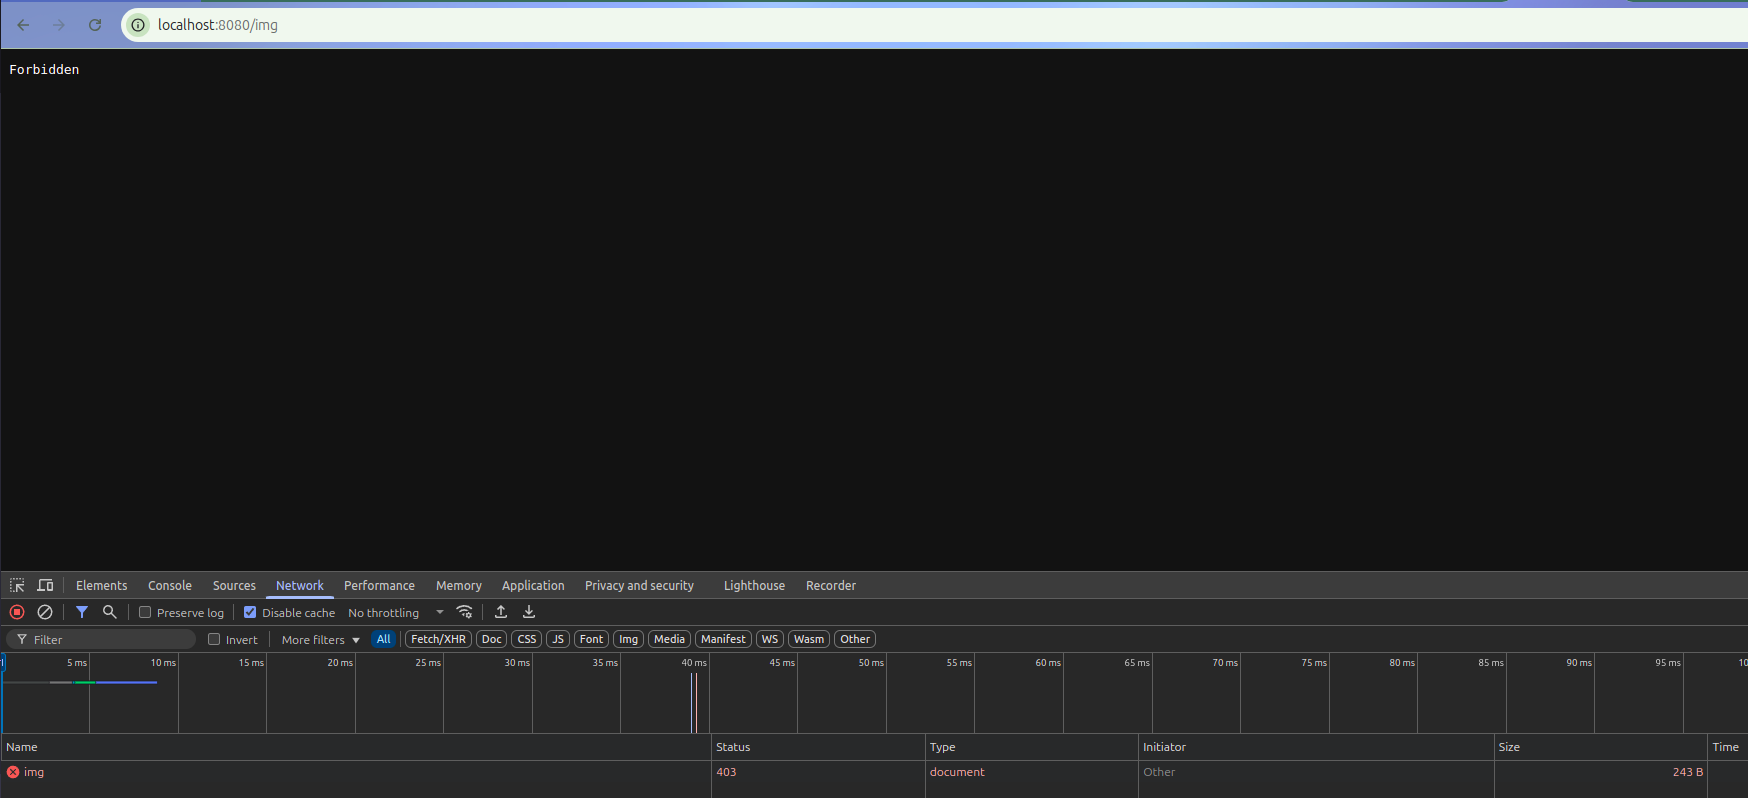 localhost:8080/img
Forbidden
Elements Console Sources Network Performance Memory Application Privacy and security Lighthouse Recorder
Preserve log Disable cache No throttling
Filter Invert More filters All Fetch/XHR Doc CSS JS Font Img Media Manifest WS Wasm Other
5 ms 10 ms 15 ms 20 ms 25 ms 30 ms 35 ms 40 ms 45 ms 50 ms 55 ms 60 ms 65 ms 70 ms 75 ms 80 ms 85 ms 90 ms 95 ms 10
Name Status Type Initiator Size Time
img 403 document Other 243 B